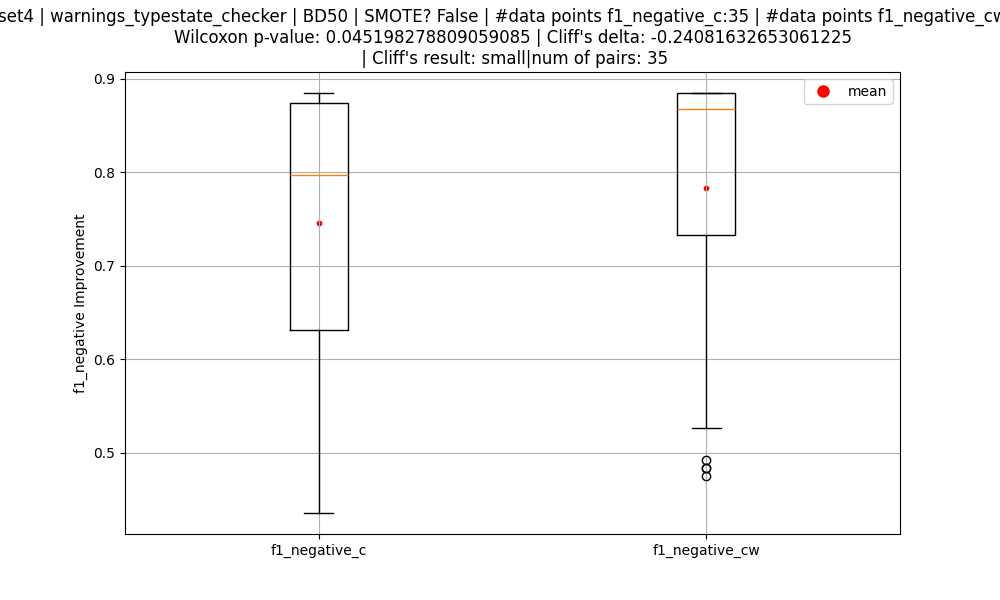 set4 | warnings_typestate_checker | BD50 | SMOTE? False | #data points f1_negative_c:35 | #data points f1_negative_cw
Wilcoxon p-value: 0.045198278809059085 | Cliff's delta: -0.24081632653061225
| Cliff's result: small|num of pairs: 35
mean
0.9
0.8
0.7
0.6
0.5
f1_negative Improvement
f1_negative_c
f1_negative_cw